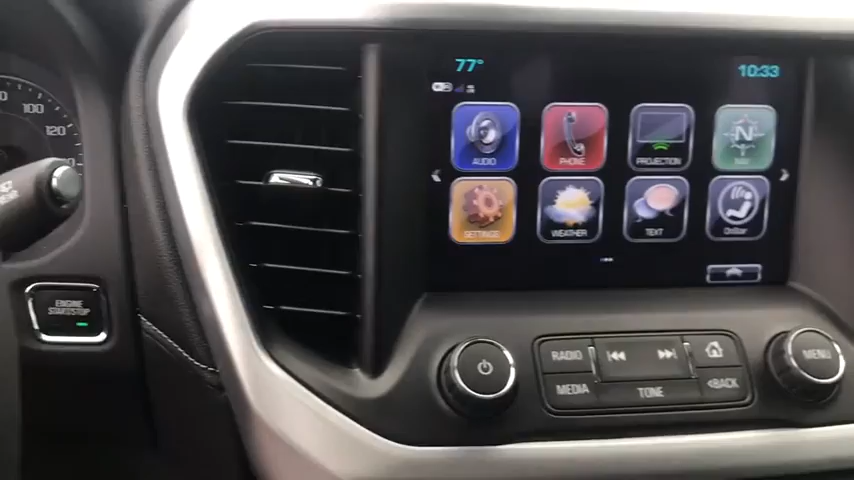 77°
10:33
AUDIO
PHONE
PROJECTION
NAV
N
SETTINGS
WEATHER
TEXT
OnStar
100
120
ENGINE
START/STOP
RADIO
MEDIA
TONE
BACK
MENU